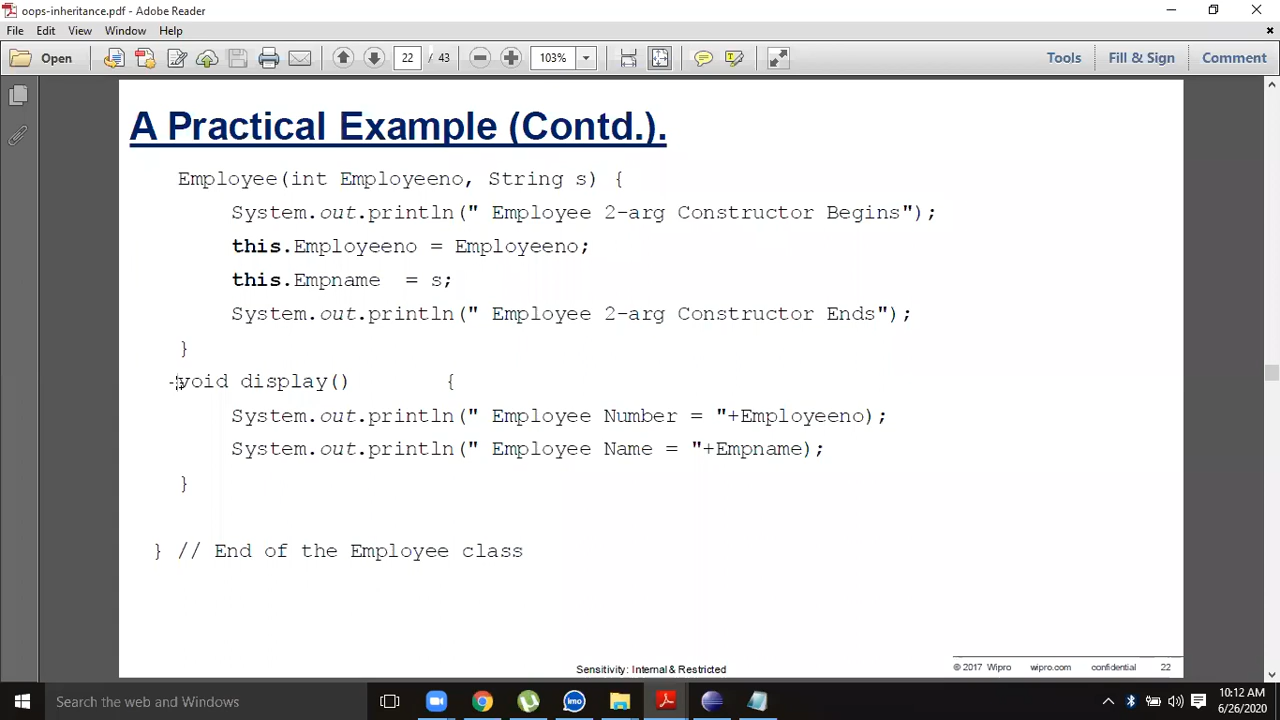 oops-inheritance.pdf - Adobe Reader
File Edit View Window Help
Open 22 / 43 103% Tools Fill & Sign Comment
A Practical Example (Contd.).
Employee(int Employeeno, String s) {
System.out.println(" Employee 2-arg Constructor Begins");
this.Employeeno = Employeeno;
this.Empname = s;
System.out.println(" Employee 2-arg Constructor Ends");
}
void display() {
System.out.println(" Employee Number = "+Employeeno);
System.out.println(" Employee Name = "+Empname);
}
} // End of the Employee class
Sensitivity: Internal & Restricted
© 2017 Wipro wipro.com confidential 22
Search the web and Windows
imo
10:12 AM
6/26/2020